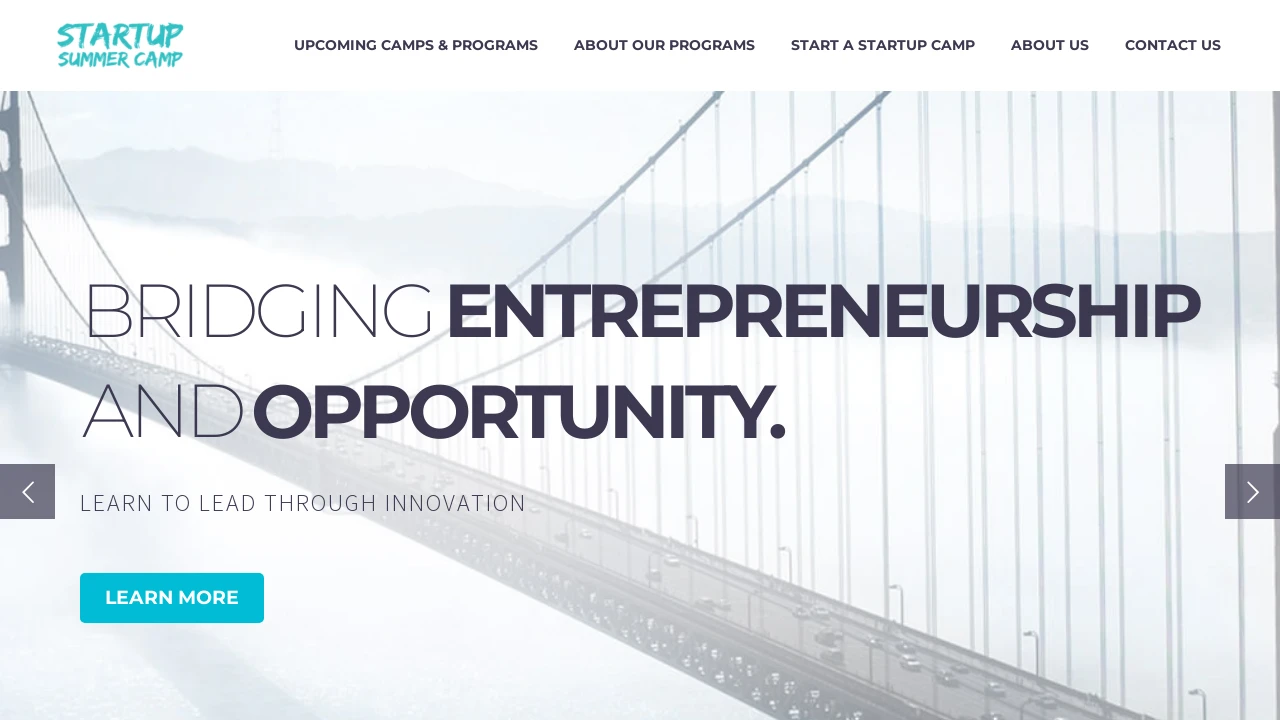 STARTUP
SUMMER CAMP
UPCOMING CAMPS & PROGRAMS
ABOUT OUR PROGRAMS
START A STARTUP CAMP
ABOUT US
CONTACT US
BRIDGING ENTREPRENEURSHIP
AND OPPORTUNITY.
LEARN TO LEAD THROUGH INNOVATION
LEARN MORE